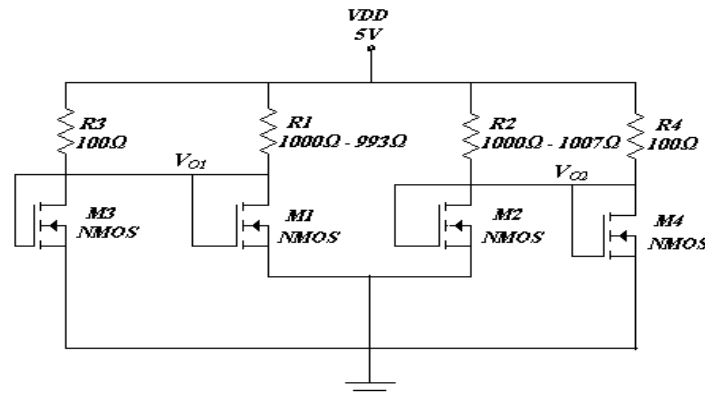 VDD
5V
R3
100Ω
R1
1000Ω - 993Ω
R2
1000Ω - 1007Ω
R4
100Ω
VO1
VO2
M3
NMOS
M1
NMOS
M2
NMOS
M4
NMOS